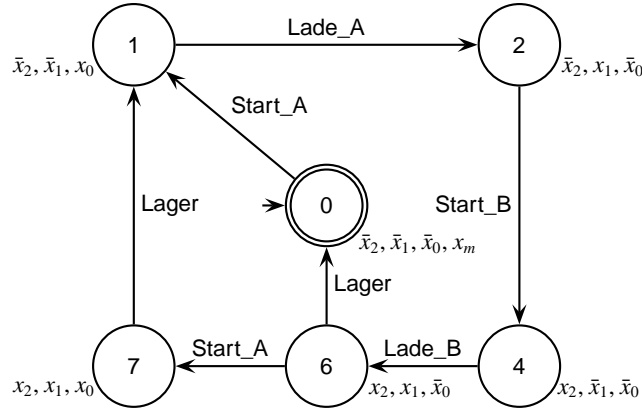 1
Lade_A
2
x̄₂, x̄₁, x₀
x̄₂, x₁, x̄₀
Start_A
Lager
0
Start_B
x̄₂, x̄₁, x̄₀, xₘ
Lager
7
Start_A
6
Lade_B
4
x₂, x₁, x₀
x₂, x₁, x̄₀
x₂, x̄₁, x̄₀